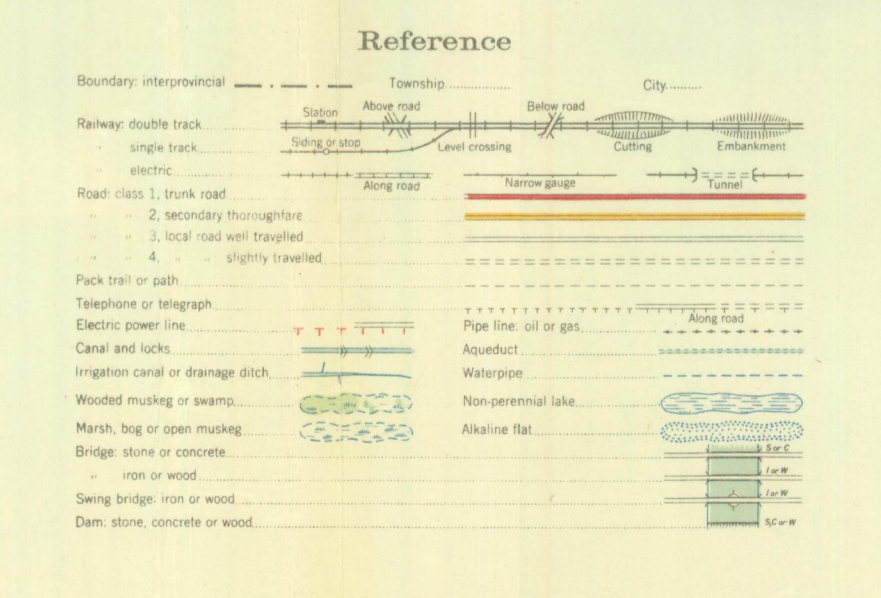 Reference
Boundary: interprovincial Township City
Station Above road Below road
Railway: double track
" single track Siding or stop Level crossing Cutting Embankment
" electric Along road Narrow gauge Tunnel
Road: class 1, trunk road
" " 2, secondary thoroughfare
" " 3, local road well travelled
" " 4, " " slightly travelled
Pack trail or path
Telephone or telegraph Along road
Electric power line Pipe line: oil or gas
Canal and locks Aqueduct
Irrigation canal or drainage ditch Waterpipe
Wooded muskeg or swamp Non-perennial lake
Marsh, bog or open muskeg Alkaline flat
Bridge: stone or concrete S or C
" iron or wood I or W
Swing bridge: iron or wood I or W
Dam: stone, concrete or wood S,C or W